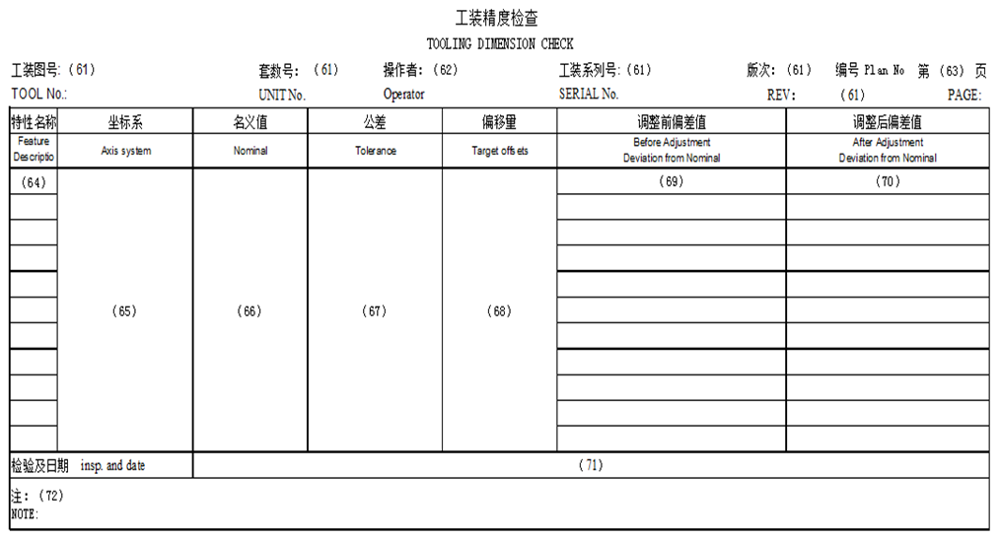 工装精度检查
TOOLING DIMENSION CHECK
工装图号:（61） 套数号：（61） 操作者：（62） 工装系列号:（61） 版次：（61） 编号 Plan No 第（63）页
TOOL No.: UNIT No. Operator SERIAL No. REV: （61） PAGE:
特性名称 坐标系 名义值 公差 偏移量 调整前偏差值 调整后偏差值
Feature Before Adjustment After Adjustment
Descriptio Axis system Nominal Tolerance Target offsets Deviation from Nominal Deviation from Nominal
（64） （69） （70）
（65） （66） （67） （68）
检验及日期 insp. and date （71）
注：（72）
NOTE: